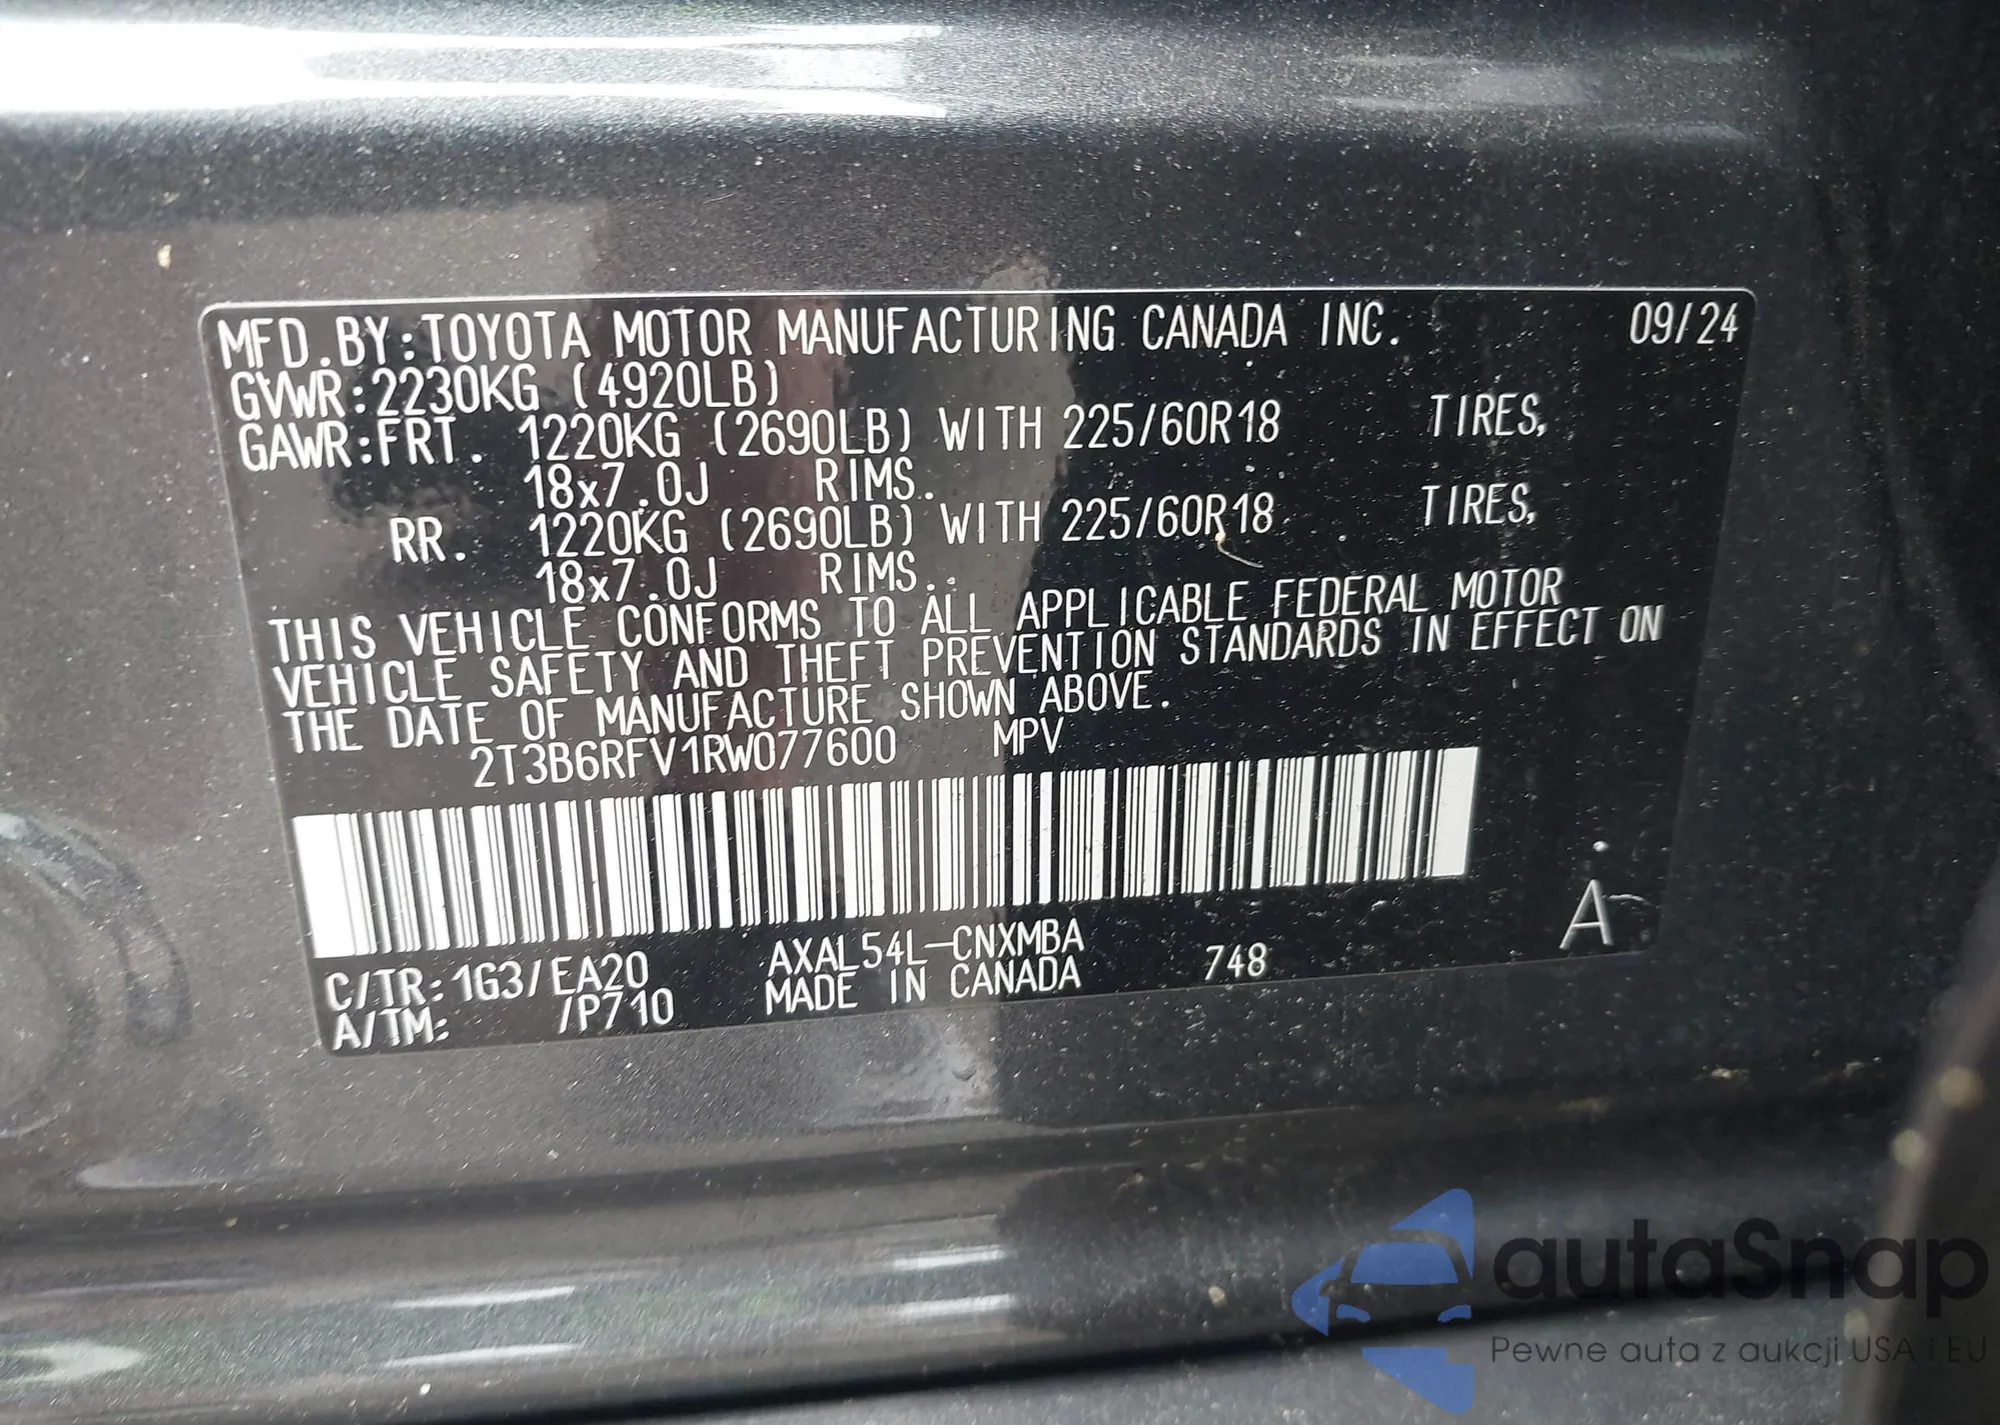 MFD.BY:TOYOTA MOTOR MANUFACTURING CANADA INC. 09/24
GVWR:2230KG (4920LB)
GAWR:FRT. 1220KG (2690LB) WITH 225/60R18 TIRES,
18x7.0J RIMS.
RR. 1220KG (2690LB) WITH 225/60R18 TIRES,
18x7.0J RIMS.
THIS VEHICLE CONFORMS TO ALL APPLICABLE FEDERAL MOTOR
VEHICLE SAFETY AND THEFT PREVENTION STANDARDS IN EFFECT ON
THE DATE OF MANUFACTURE SHOWN ABOVE.
2T3B6RFV1RW077600 MPV
C/TR:1G3/EA20 AXAL54L-CNXMBA 748 A
A/TM: /P710 MADE IN CANADA
autaSnap
Pewne auta z aukcji USA i EU